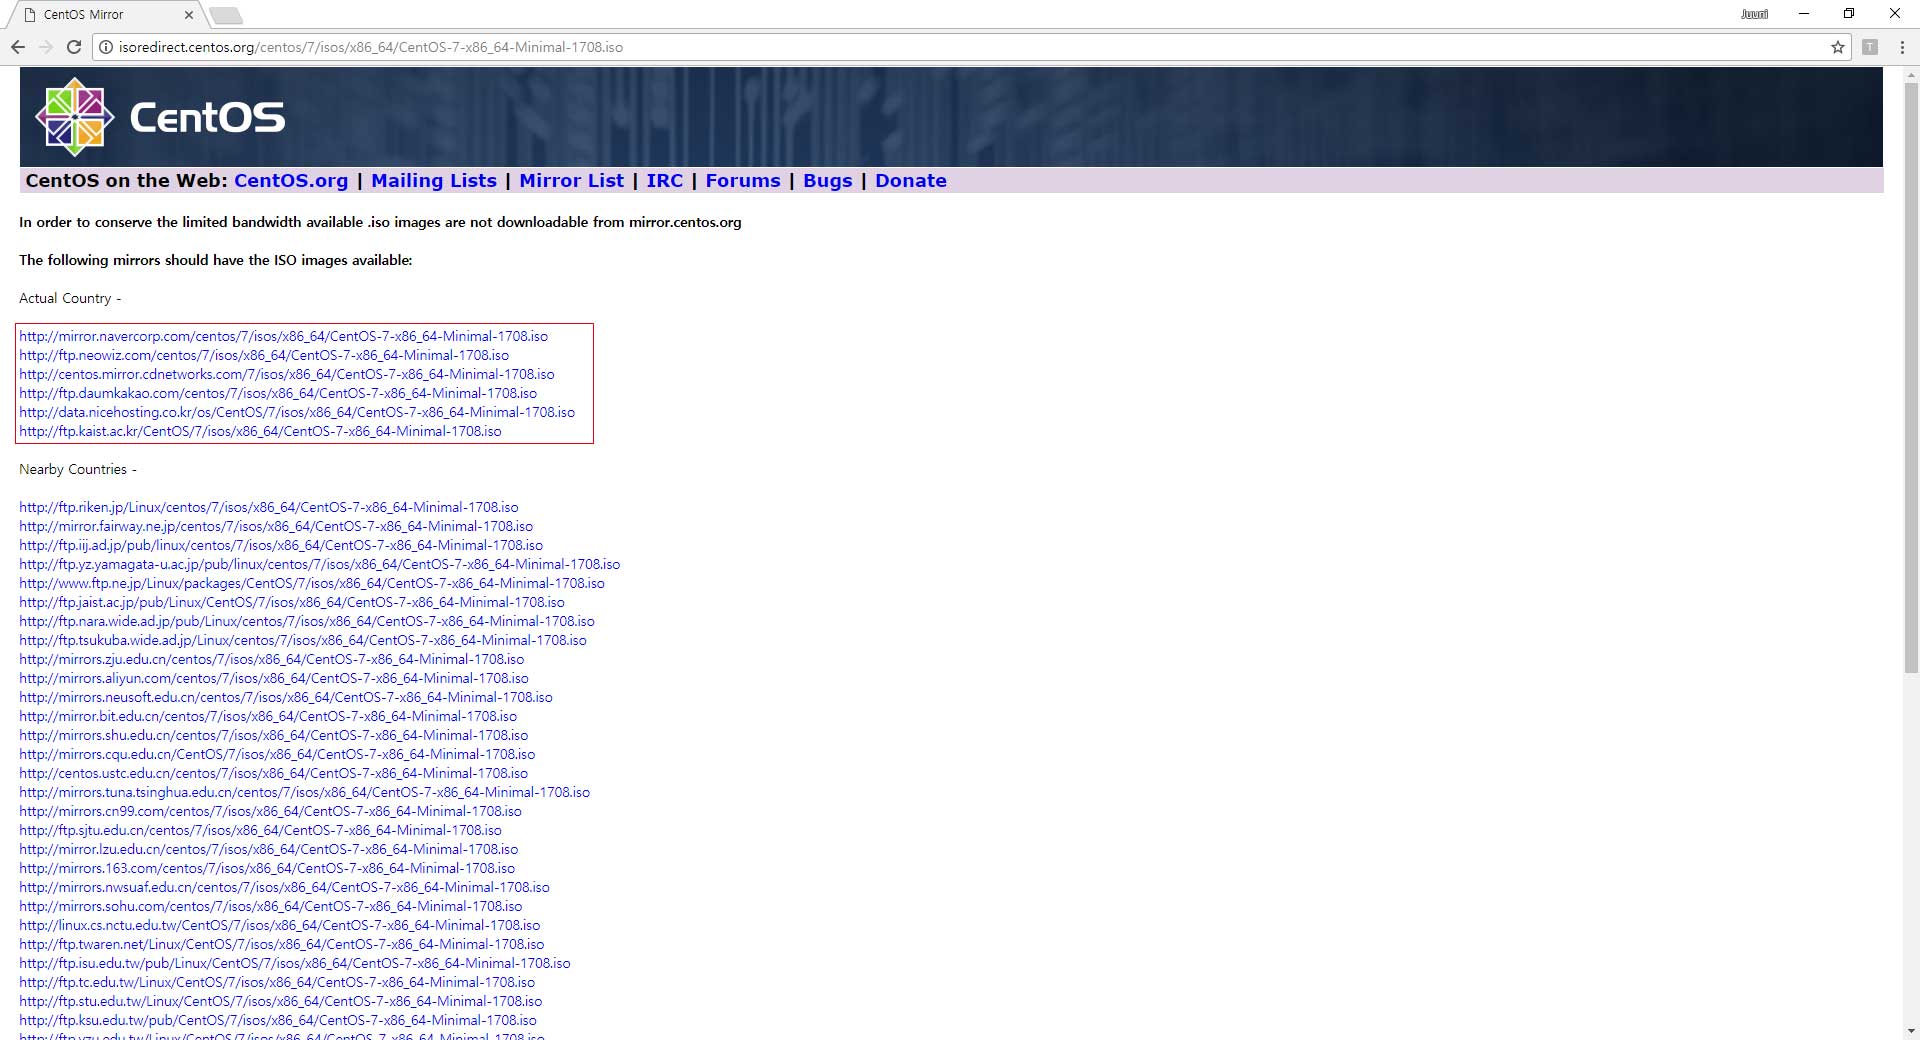 CentOS Mirror
Juuni
isoredirect.centos.org/centos/7/isos/x86_64/CentOS-7-x86_64-Minimal-1708.iso
T
CentOS
CentOS on the Web: CentOS.org | Mailing Lists | Mirror List | IRC | Forums | Bugs | Donate
In order to conserve the limited bandwidth available .iso images are not downloadable from mirror.centos.org
The following mirrors should have the ISO images available:
Actual Country -
http://mirror.navercorp.com/centos/7/isos/x86_64/CentOS-7-x86_64-Minimal-1708.iso
http://ftp.neowiz.com/centos/7/isos/x86_64/CentOS-7-x86_64-Minimal-1708.iso
http://centos.mirror.cdnetworks.com/7/isos/x86_64/CentOS-7-x86_64-Minimal-1708.iso
http://ftp.daumkakao.com/centos/7/isos/x86_64/CentOS-7-x86_64-Minimal-1708.iso
http://data.nicehosting.co.kr/os/CentOS/7/isos/x86_64/CentOS-7-x86_64-Minimal-1708.iso
http://ftp.kaist.ac.kr/CentOS/7/isos/x86_64/CentOS-7-x86_64-Minimal-1708.iso
Nearby Countries -
http://ftp.riken.jp/Linux/centos/7/isos/x86_64/CentOS-7-x86_64-Minimal-1708.iso
http://mirror.fairway.ne.jp/centos/7/isos/x86_64/CentOS-7-x86_64-Minimal-1708.iso
http://ftp.iij.ad.jp/pub/linux/centos/7/isos/x86_64/CentOS-7-x86_64-Minimal-1708.iso
http://ftp.yz.yamagata-u.ac.jp/pub/linux/centos/7/isos/x86_64/CentOS-7-x86_64-Minimal-1708.iso
http://www.ftp.ne.jp/Linux/packages/CentOS/7/isos/x86_64/CentOS-7-x86_64-Minimal-1708.iso
http://ftp.jaist.ac.jp/pub/Linux/CentOS/7/isos/x86_64/CentOS-7-x86_64-Minimal-1708.iso
http://ftp.nara.wide.ad.jp/pub/Linux/centos/7/isos/x86_64/CentOS-7-x86_64-Minimal-1708.iso
http://ftp.tsukuba.wide.ad.jp/Linux/centos/7/isos/x86_64/CentOS-7-x86_64-Minimal-1708.iso
http://mirrors.zju.edu.cn/centos/7/isos/x86_64/CentOS-7-x86_64-Minimal-1708.iso
http://mirrors.aliyun.com/centos/7/isos/x86_64/CentOS-7-x86_64-Minimal-1708.iso
http://mirrors.neusoft.edu.cn/centos/7/isos/x86_64/CentOS-7-x86_64-Minimal-1708.iso
http://mirror.bit.edu.cn/centos/7/isos/x86_64/CentOS-7-x86_64-Minimal-1708.iso
http://mirrors.shu.edu.cn/centos/7/isos/x86_64/CentOS-7-x86_64-Minimal-1708.iso
http://mirrors.cqu.edu.cn/CentOS/7/isos/x86_64/CentOS-7-x86_64-Minimal-1708.iso
http://centos.ustc.edu.cn/centos/7/isos/x86_64/CentOS-7-x86_64-Minimal-1708.iso
http://mirrors.tuna.tsinghua.edu.cn/centos/7/isos/x86_64/CentOS-7-x86_64-Minimal-1708.iso
http://mirrors.cn99.com/centos/7/isos/x86_64/CentOS-7-x86_64-Minimal-1708.iso
http://ftp.sjtu.edu.cn/centos/7/isos/x86_64/CentOS-7-x86_64-Minimal-1708.iso
http://mirror.lzu.edu.cn/centos/7/isos/x86_64/CentOS-7-x86_64-Minimal-1708.iso
http://mirrors.163.com/centos/7/isos/x86_64/CentOS-7-x86_64-Minimal-1708.iso
http://mirrors.nwsuaf.edu.cn/centos/7/isos/x86_64/CentOS-7-x86_64-Minimal-1708.iso
http://mirrors.sohu.com/centos/7/isos/x86_64/CentOS-7-x86_64-Minimal-1708.iso
http://linux.cs.nctu.edu.tw/CentOS/7/isos/x86_64/CentOS-7-x86_64-Minimal-1708.iso
http://ftp.twaren.net/Linux/CentOS/7/isos/x86_64/CentOS-7-x86_64-Minimal-1708.iso
http://ftp.isu.edu.tw/pub/Linux/CentOS/7/isos/x86_64/CentOS-7-x86_64-Minimal-1708.iso
http://ftp.tc.edu.tw/Linux/CentOS/7/isos/x86_64/CentOS-7-x86_64-Minimal-1708.iso
http://ftp.stu.edu.tw/Linux/CentOS/7/isos/x86_64/CentOS-7-x86_64-Minimal-1708.iso
http://ftp.ksu.edu.tw/pub/CentOS/7/isos/x86_64/CentOS-7-x86_64-Minimal-1708.iso
http://ftp.yzu.edu.tw/Linux/CentOS/7/isos/x86_64/CentOS-7-x86_64-Minimal-1708.iso